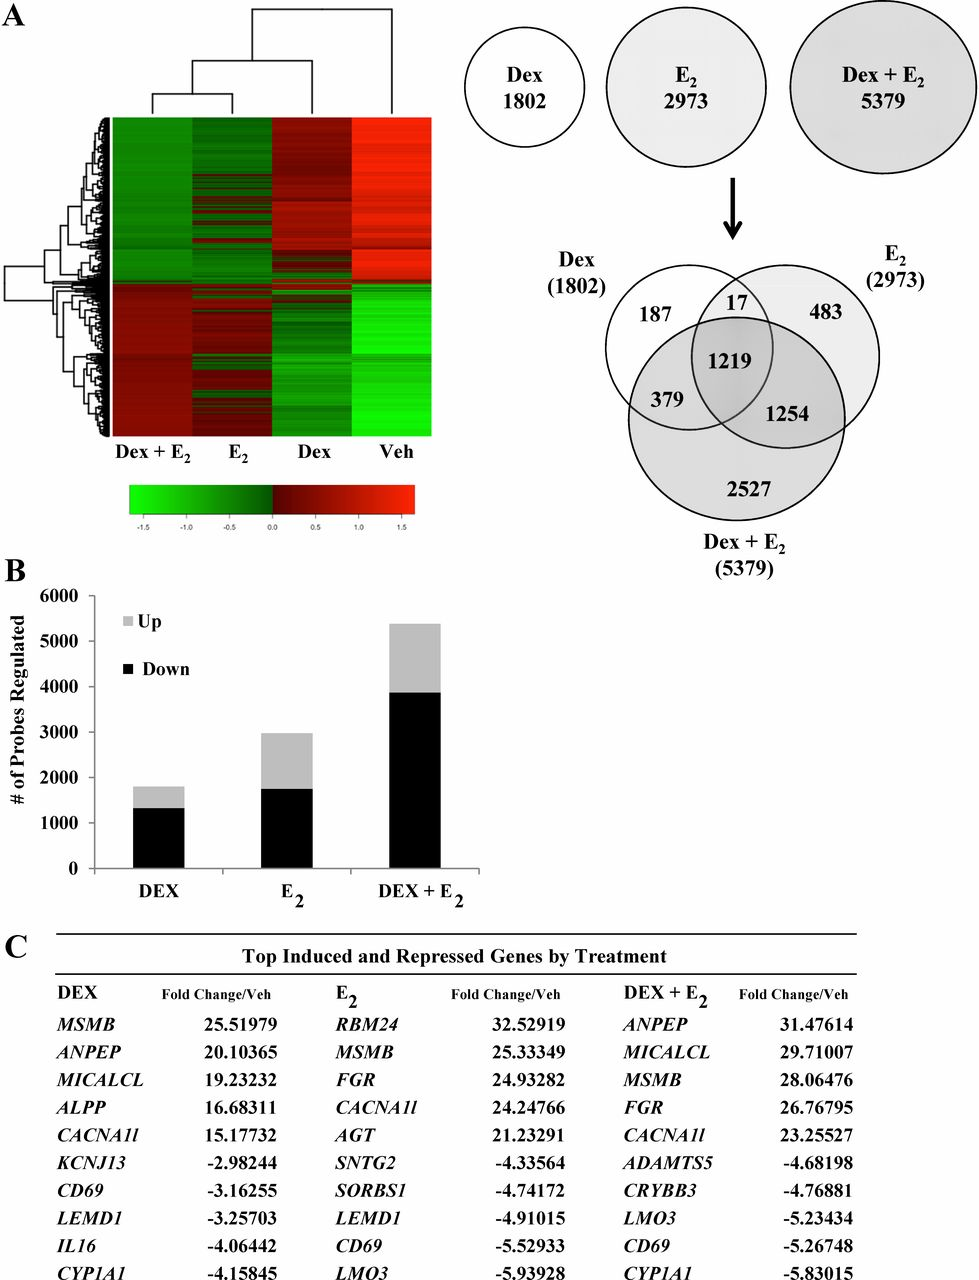 A
Dex
1802
E2
2973
Dex + E2
5379
Dex
(1802)
E2
(2973)
187
17
483
1219
379
1254
2527
Dex + E2
(5379)
Dex + E2 E2 Dex Veh
-1.5 -1.0 -0.5 0.0 0.5 1.0 1.5
B
# of Probes Regulated
6000
5000
4000
3000
2000
1000
0
Up
Down
DEX E2 DEX + E2
C
Top Induced and Repressed Genes by Treatment
DEX Fold Change/Veh E2 Fold Change/Veh DEX + E2 Fold Change/Veh
MSMB 25.51979 RBM24 32.52919 ANPEP 31.47614
ANPEP 20.10365 MSMB 25.33349 MICALCL 29.71007
MICALCL 19.23232 FGR 24.93282 MSMB 28.06476
ALPP 16.68311 CACNA1l 24.24766 FGR 26.76795
CACNA1l 15.17732 AGT 21.23291 CACNA1l 23.25527
KCNJ13 -2.98244 SNTG2 -4.33564 ADAMTS5 -4.68198
CD69 -3.16255 SORBS1 -4.74172 CRYBB3 -4.76881
LEMD1 -3.25703 LEMD1 -4.91015 LMO3 -5.23434
IL16 -4.06442 CD69 -5.52933 CD69 -5.26748
CYP1A1 -4.15845 LMO3 -5.93928 CYP1A1 -5.83015